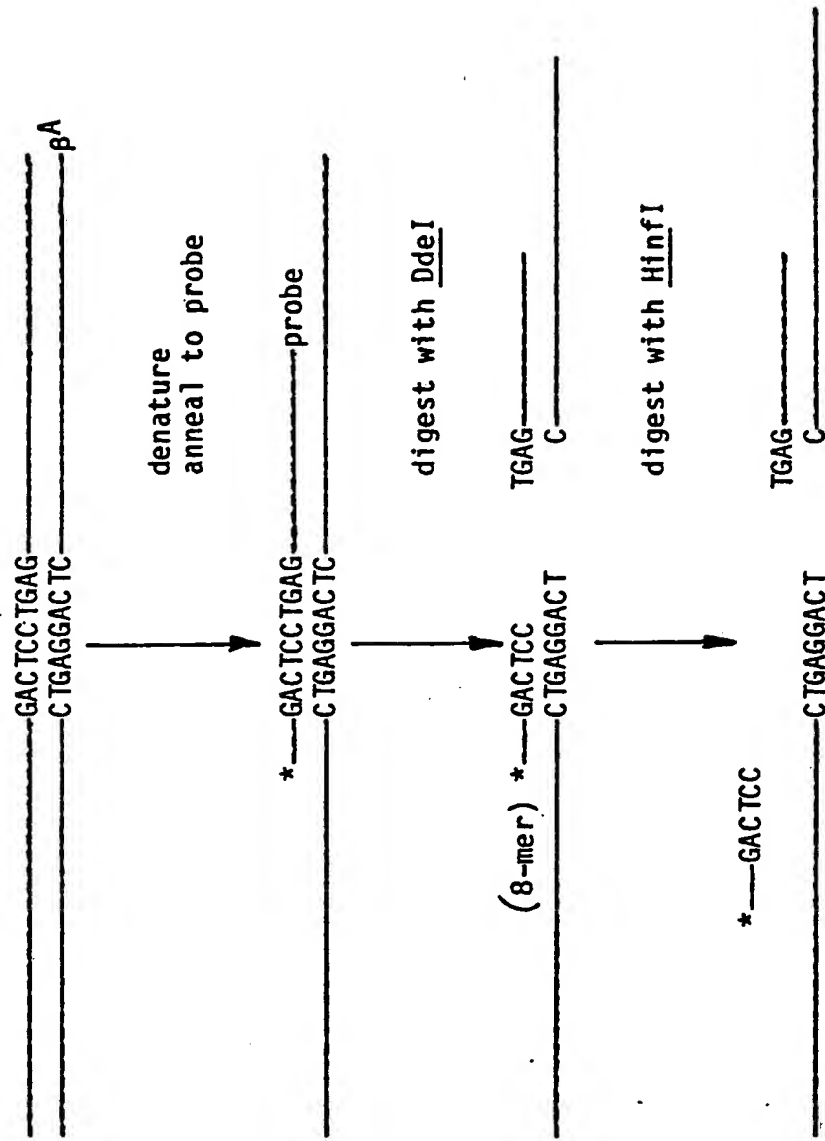 GACTCCTGAG
CTGAGGACTC
βA
denature
anneal to probe
*
GACTCCTGAG
probe
CTGAGGACTC
digest with DdeI
(8-mer) * GACTCC
TGAG
CTGAGGACT
C
digest with HinfI
* GACTCC
TGAG
CTGAGGACT
C